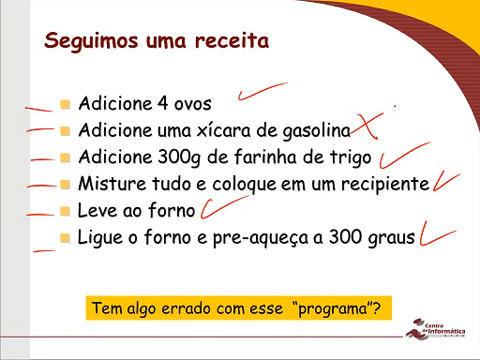 Seguimos uma receita
Adicione 4 ovos
Adicione uma xícara de gasolina
Adicione 300g de farinha de trigo
Misture tudo e coloque em um recipiente
Leve ao forno
Ligue o forno e pre-aqueça a 300 graus
Tem algo errado com esse "programa"?
Centro
de Informática